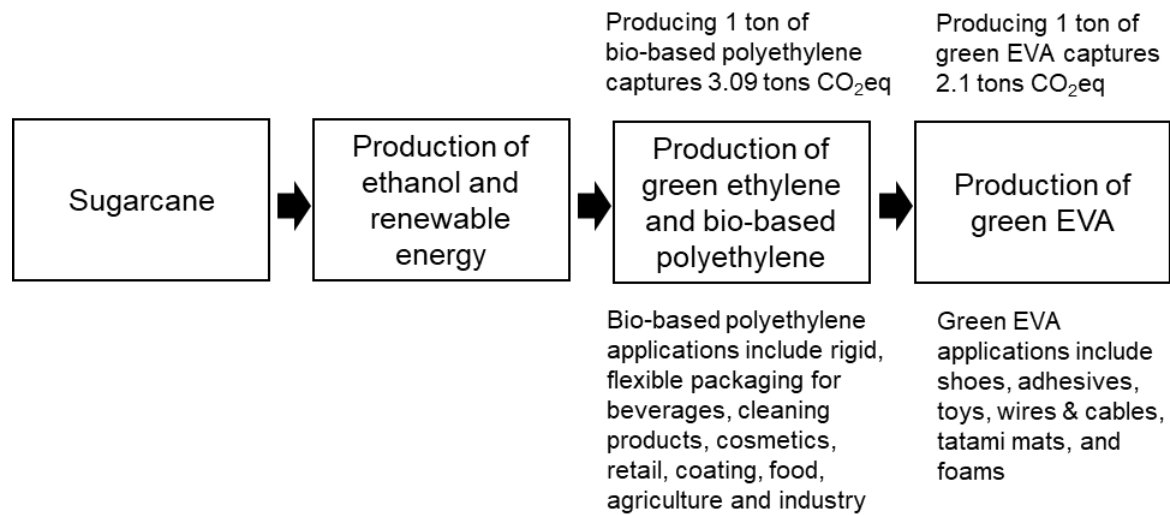 Producing 1 ton of
bio-based polyethylene
captures 3.09 tons CO₂eq
Producing 1 ton of
green EVA captures
2.1 tons CO₂eq
Sugarcane
Production of
ethanol and
renewable
energy
Production of
green ethylene
and bio-based
polyethylene
Production of
green EVA
Bio-based polyethylene
applications include rigid,
flexible packaging for
beverages, cleaning
products, cosmetics,
retail, coating, food,
agriculture and industry
Green EVA
applications include
shoes, adhesives,
toys, wires & cables,
tatami mats, and
foams